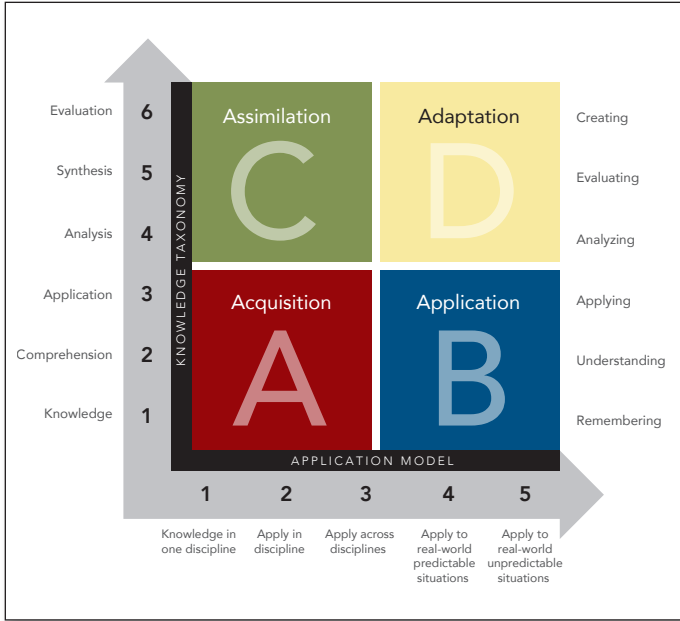 Evaluation
6
Assimilation
Adaptation
Creating
C
D
Synthesis
5
Evaluating
Analysis
4
Analyzing
KNOWLEDGE TAXONOMY
Application
3
Acquisition
Application
Applying
A
B
Comprehension
2
Understanding
Knowledge
1
Remembering
APPLICATION MODEL
1
2
3
4
5
Knowledge in
one discipline
Apply in
discipline
Apply across
disciplines
Apply to
real-world
predictable
situations
Apply to
real-world
unpredictable
situations